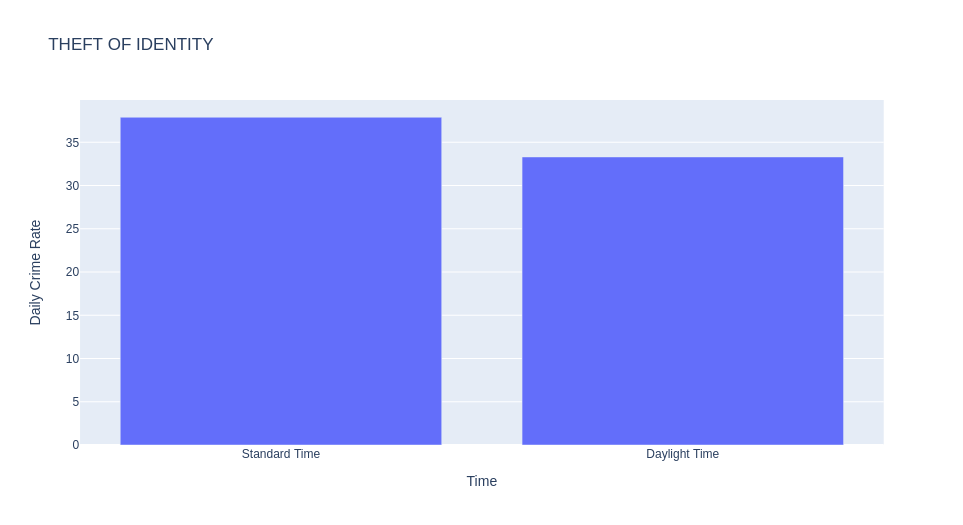 THEFT OF IDENTITY
Daily Crime Rate
35
30
25
20
15
10
5
0
Standard Time
Daylight Time
Time